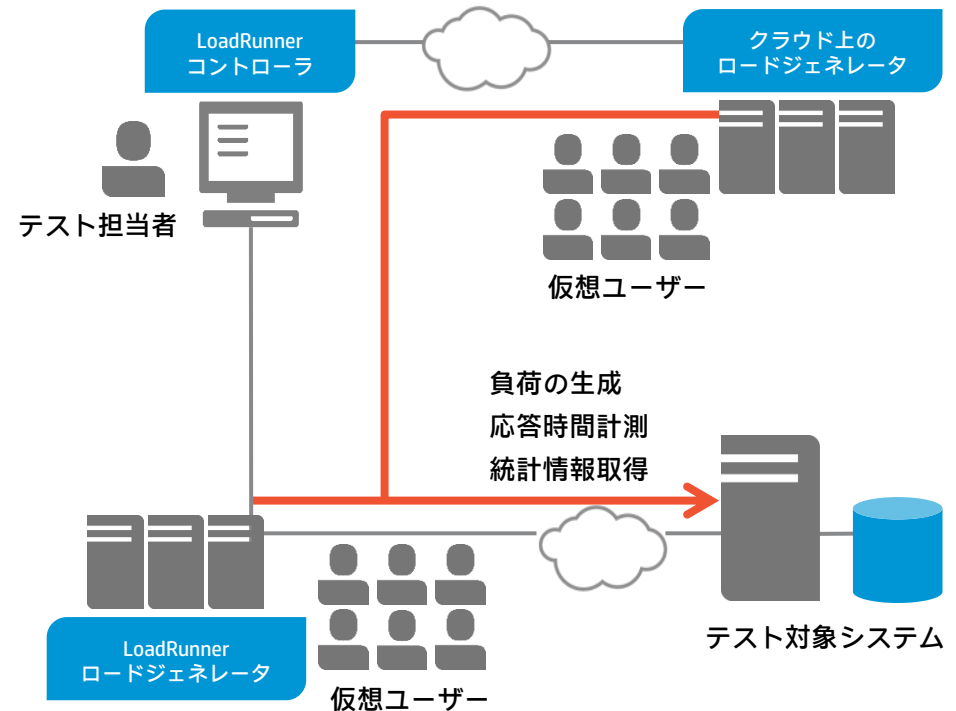 LoadRunner
コントローラ
クラウド上の
ロードジェネレータ
テスト担当者
仮想ユーザー
負荷の生成
応答時間計測
統計情報取得
LoadRunner
ロードジェネレータ
仮想ユーザー
テスト対象システム